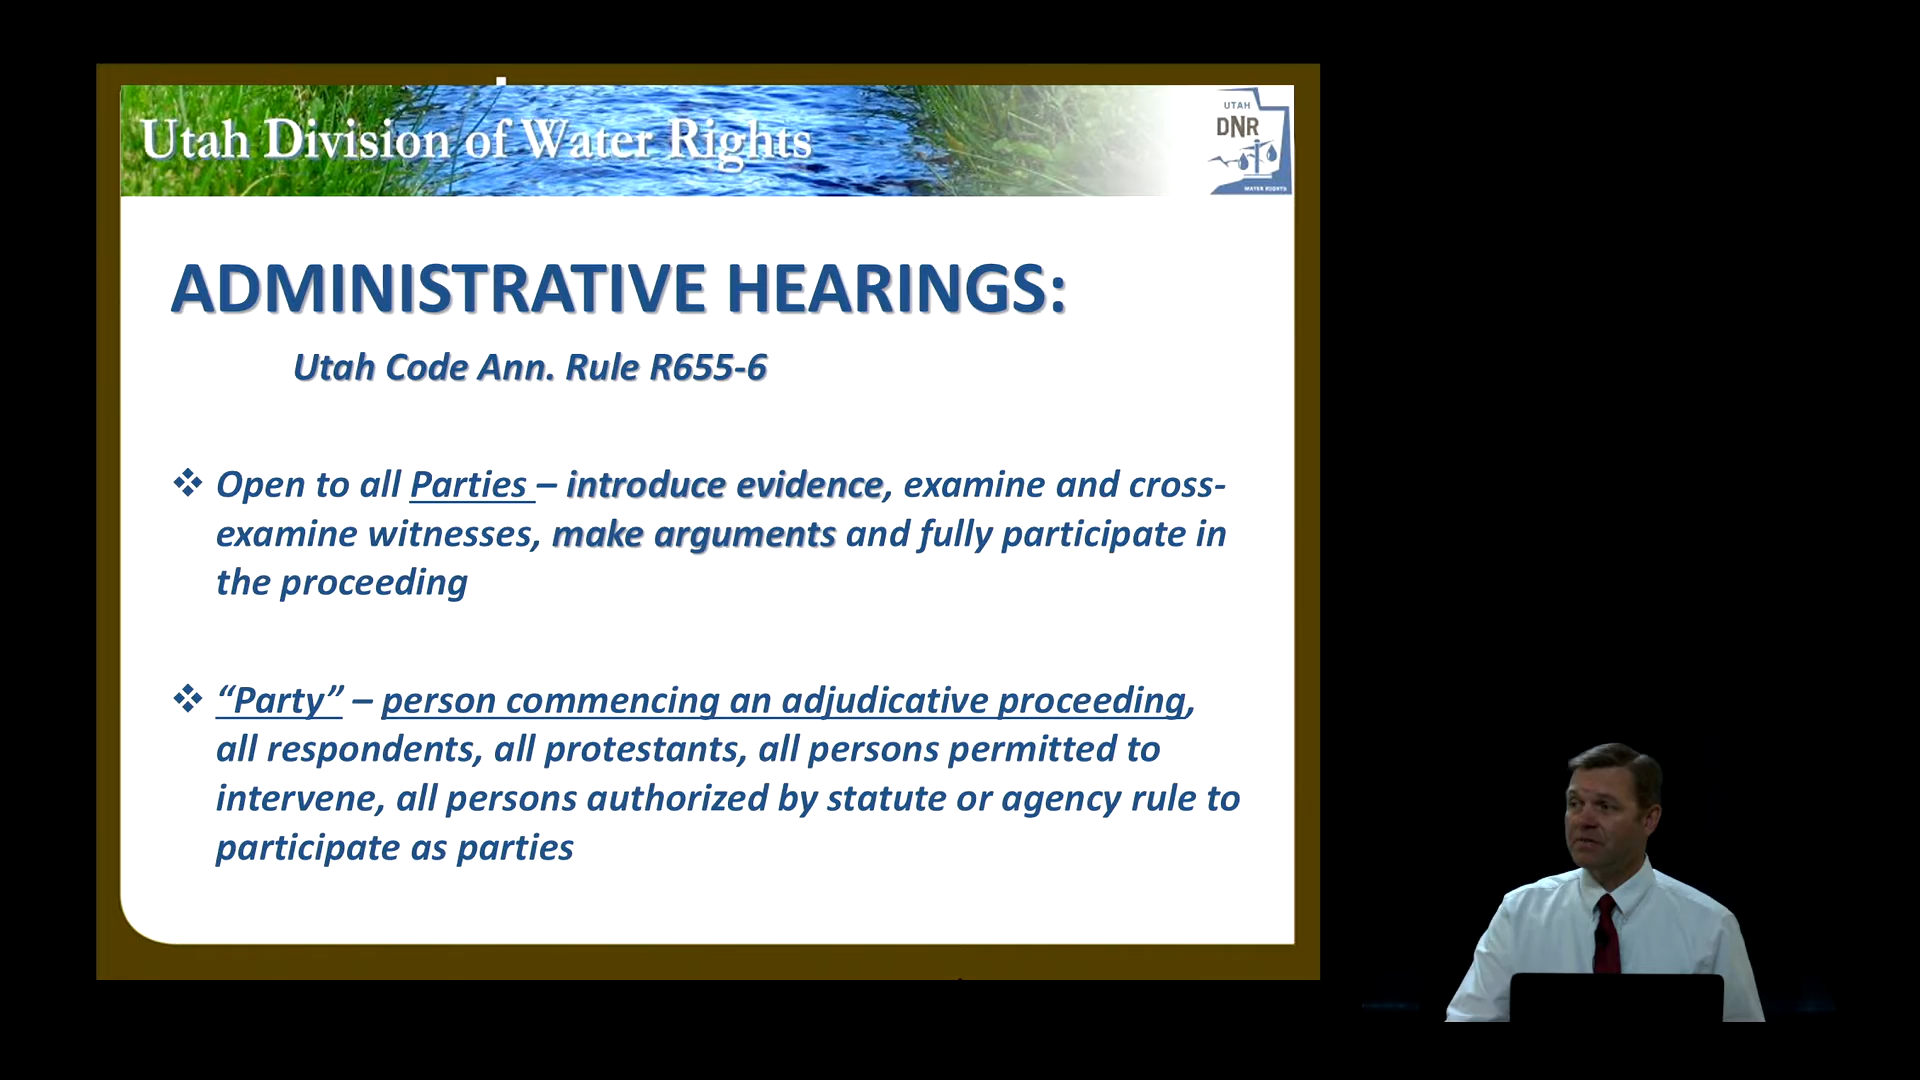 Utah Division of Water Rights
UTAH
DNR
WATER RIGHTS
ADMINISTRATIVE HEARINGS:
Utah Code Ann. Rule R655-6
❖ Open to all Parties – introduce evidence, examine and cross-
examine witnesses, make arguments and fully participate in
the proceeding
❖ “Party” – person commencing an adjudicative proceeding,
all respondents, all protestants, all persons permitted to
intervene, all persons authorized by statute or agency rule to
participate as parties